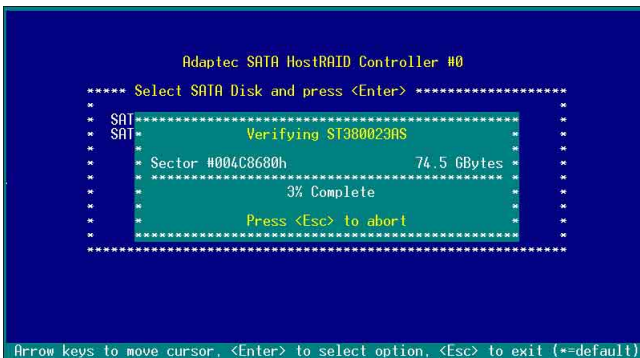 Adaptec SATA HostRAID Controller #0
***** Select SATA Disk and press <Enter> *******************
SAT
SAT
Verifying ST380023AS
Sector #004C8680h 74.5 GBytes
3% Complete
Press <Esc> to abort
Arrow keys to move cursor, <Enter> to select option, <Esc> to exit (*=default)